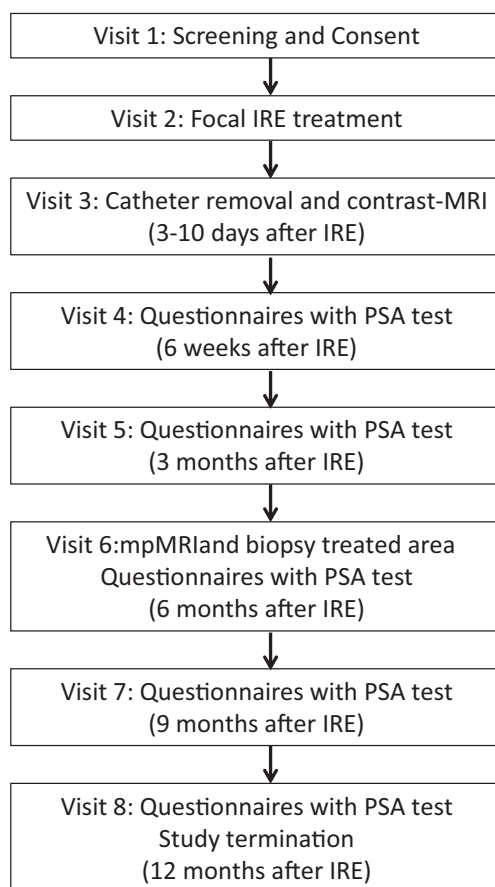 Visit 1: Screening and Consent
Visit 2: Focal IRE treatment
Visit 3: Catheter removal and contrast-MRI
(3-10 days after IRE)
Visit 4: Questionnaires with PSA test
(6 weeks after IRE)
Visit 5: Questionnaires with PSA test
(3 months after IRE)
Visit 6:mpMRIand biopsy treated area
Questionnaires with PSA test
(6 months after IRE)
Visit 7: Questionnaires with PSA test
(9 months after IRE)
Visit 8: Questionnaires with PSA test
Study termination
(12 months after IRE)